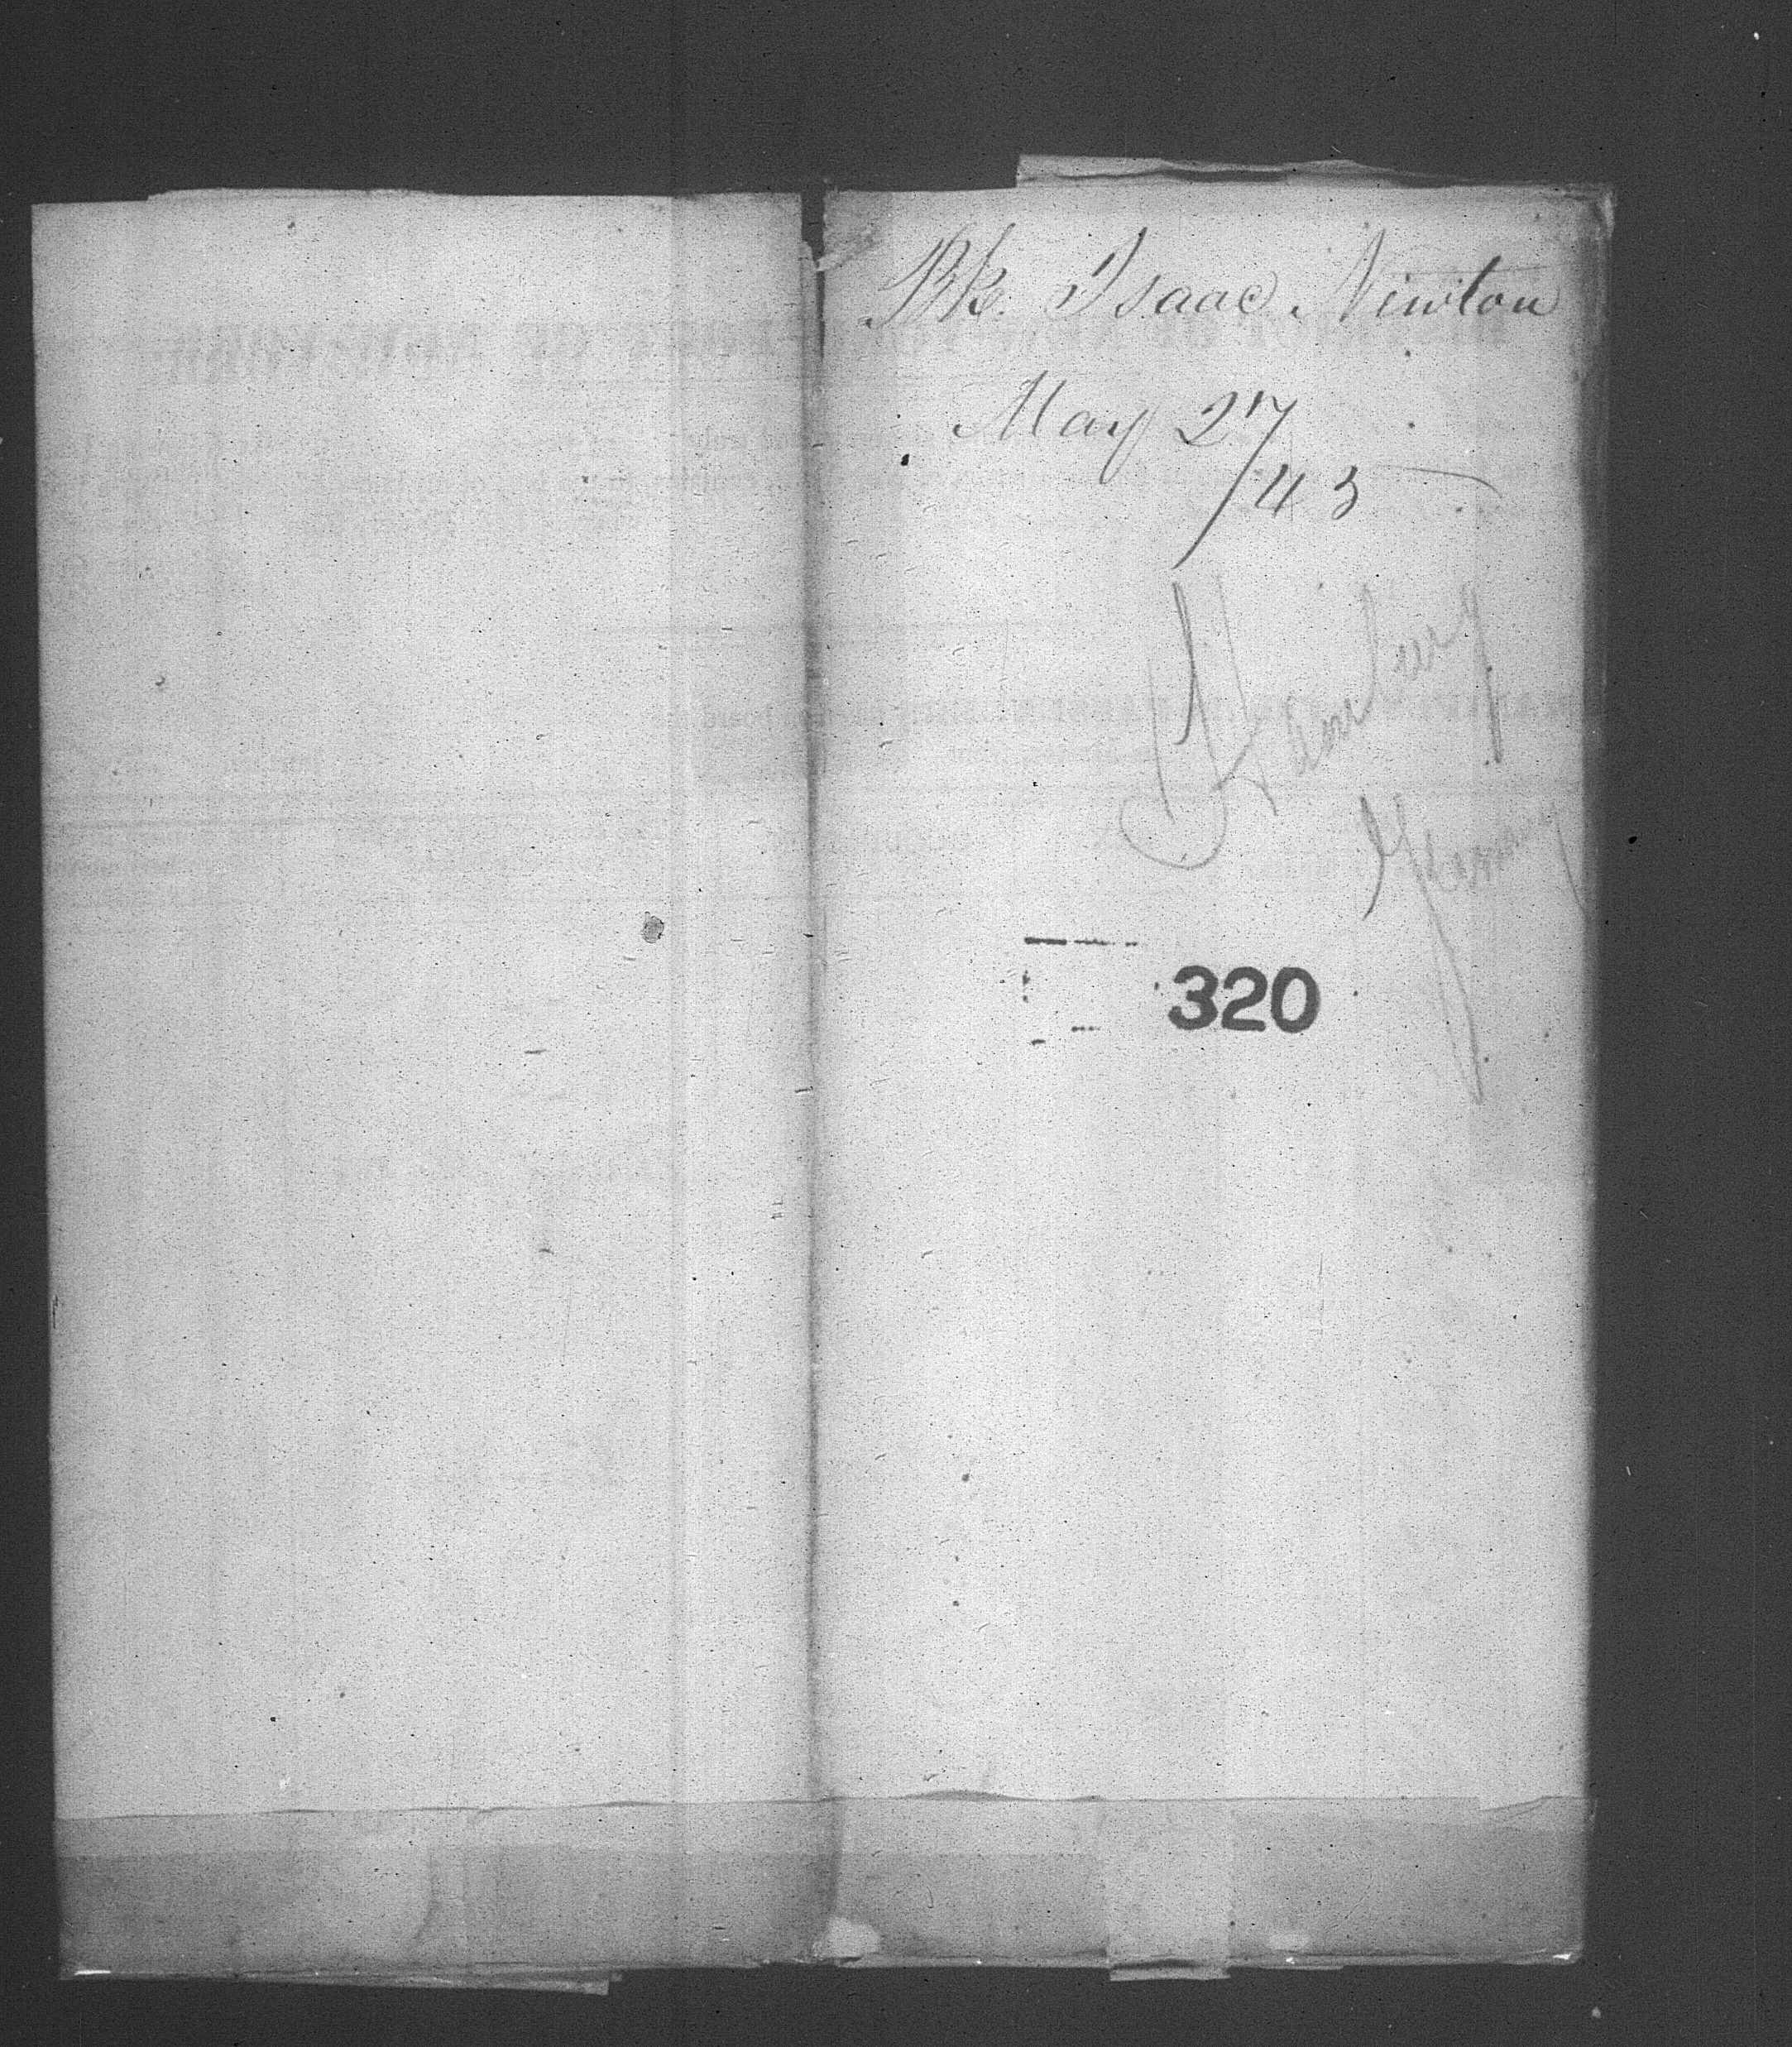 Bk. Isaac Newton
May 27/43
Hamburg
Germany
320